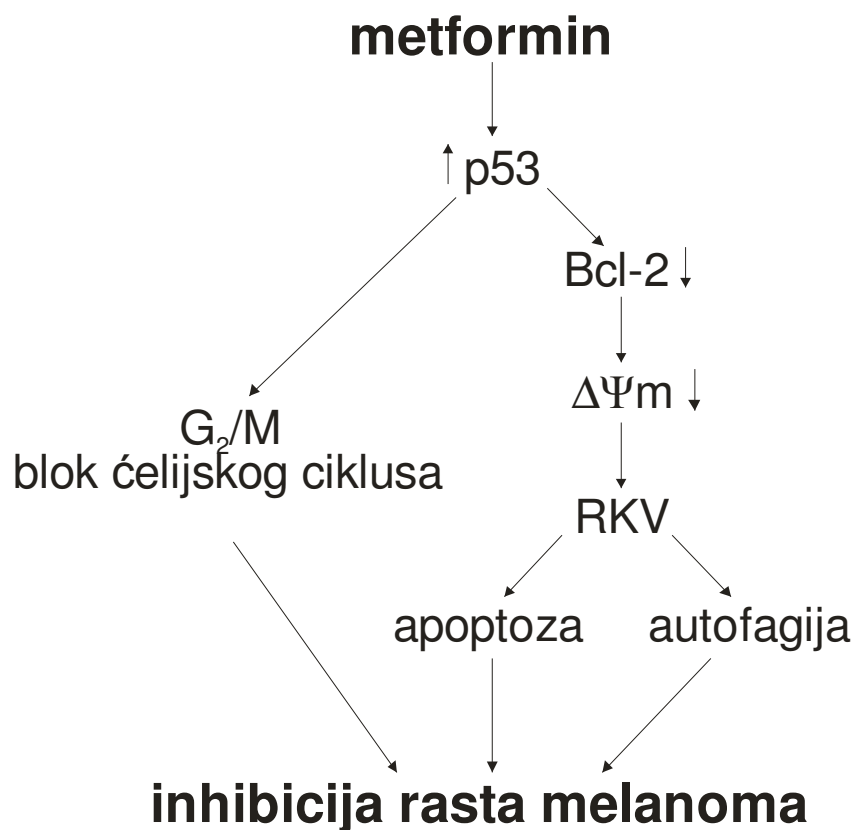 metformin
↑ p53
Bcl-2 ↓
ΔΨm ↓
G₂/M
blok ćelijskog ciklusa
RKV
apoptoza autofagija
inhibicija rasta melanoma